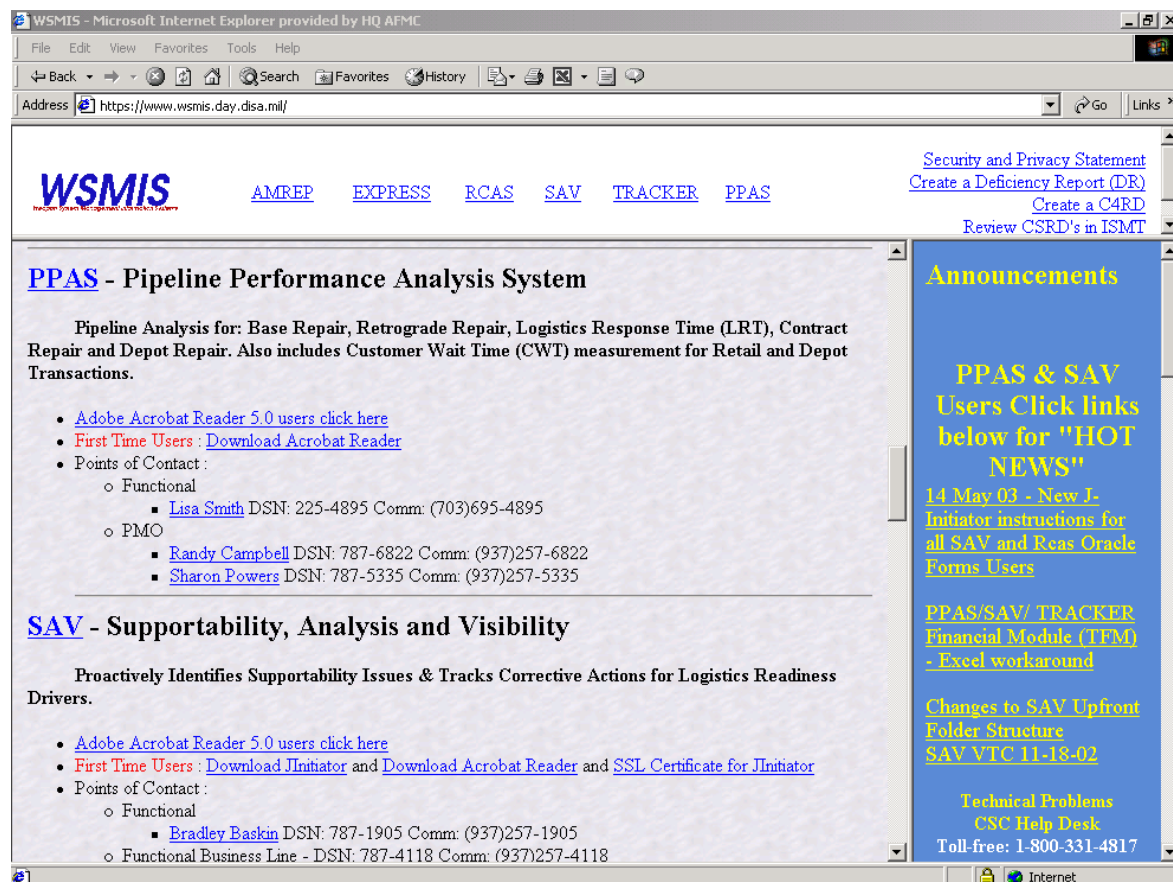 WSMIS - Microsoft Internet Explorer provided by HQ AFMC
File Edit View Favorites Tools Help
Back Search Favorites History
Address https://www.wsmis.day.disa.mil/ Go Links
WSMIS
Weapon System Management Information Systems
AMREP EXPRESS RCAS SAV TRACKER PPAS
Security and Privacy Statement
Create a Deficiency Report (DR)
Create a C4RD
Review CSRD's in ISMT
PPAS - Pipeline Performance Analysis System
Pipeline Analysis for: Base Repair, Retrograde Repair, Logistics Response Time (LRT), Contract
Repair and Depot Repair. Also includes Customer Wait Time (CWT) measurement for Retail and Depot
Transactions.
Adobe Acrobat Reader 5.0 users click here
First Time Users : Download Acrobat Reader
Points of Contact :
Functional
Lisa Smith DSN: 225-4895 Comm: (703)695-4895
PMO
Randy Campbell DSN: 787-6822 Comm: (937)257-6822
Sharon Powers DSN: 787-5335 Comm: (937)257-5335
SAV - Supportability, Analysis and Visibility
Proactively Identifies Supportability Issues & Tracks Corrective Actions for Logistics Readiness
Drivers.
Adobe Acrobat Reader 5.0 users click here
First Time Users : Download JInitiator and Download Acrobat Reader and SSL Certificate for JInitiator
Points of Contact :
Functional
Bradley Baskin DSN: 787-1905 Comm: (937)257-1905
Functional Business Line - DSN: 787-4118 Comm: (937)257-4118
Announcements
PPAS & SAV
Users Click links
below for "HOT
NEWS"
14 May 03 - New J-
Initiator instructions for
all SAV and Rcas Oracle
Forms Users
PPAS/SAV/ TRACKER
Financial Module (TFM)
- Excel workaround
Changes to SAV Upfront
Folder Structure
SAV VTC 11-18-02
Technical Problems
CSC Help Desk
Toll-free: 1-800-331-4817
Internet